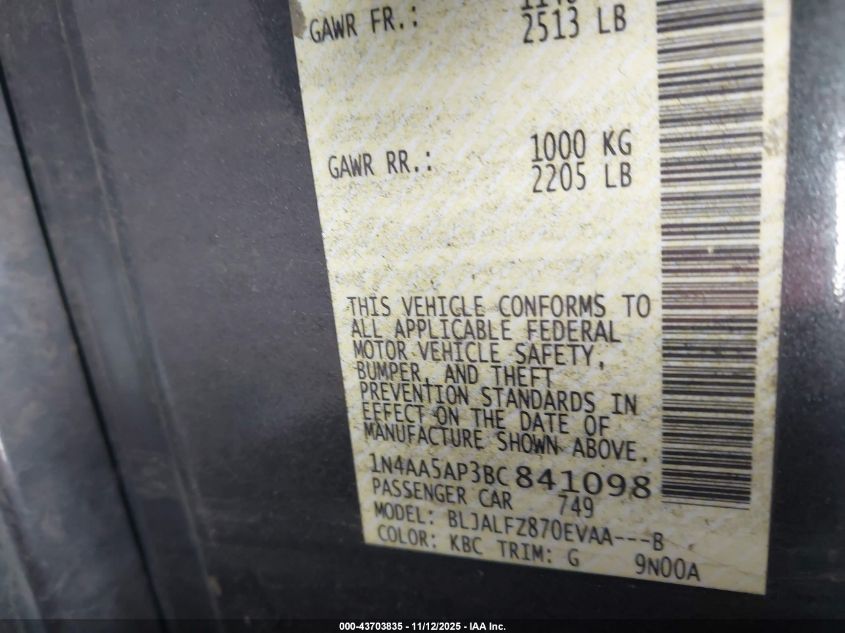 GAWR FR.:
2513 LB
GAWR RR.: 1000 KG
2205 LB
THIS VEHICLE CONFORMS TO
ALL APPLICABLE FEDERAL
MOTOR VEHICLE SAFETY,
BUMPER, AND THEFT
PREVENTION STANDARDS IN
EFFECT ON THE DATE OF
MANUFACTURE SHOWN ABOVE.
1N4AA5AP3BC841098
PASSENGER CAR 749
MODEL: BLJALFZ870EVAA---B
COLOR: KBC TRIM: G 9N00A
000-43703835 - 11/12/2025 - IAA Inc.